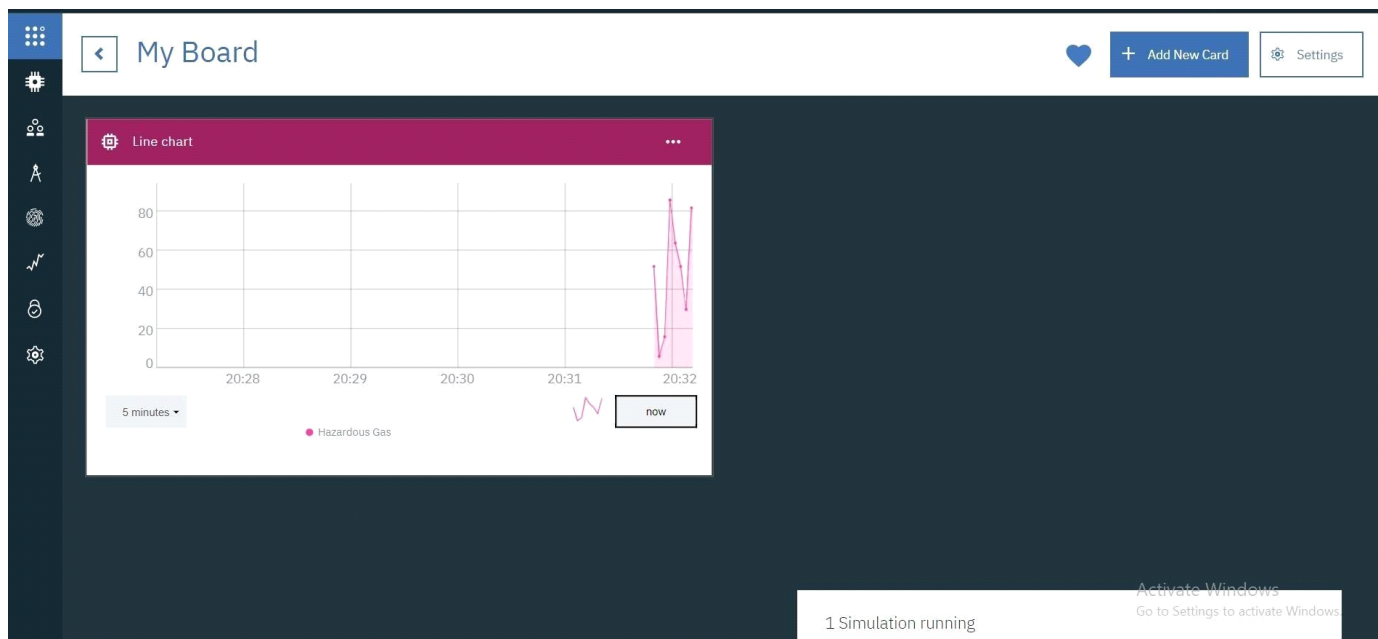 My Board
+ Add New Card
Settings
Line chart
80
60
40
20
0
20:28 20:29 20:30 20:31 20:32
5 minutes
now
Hazardous Gas
Activate Windows
Go to Settings to activate Windows.
1 Simulation running